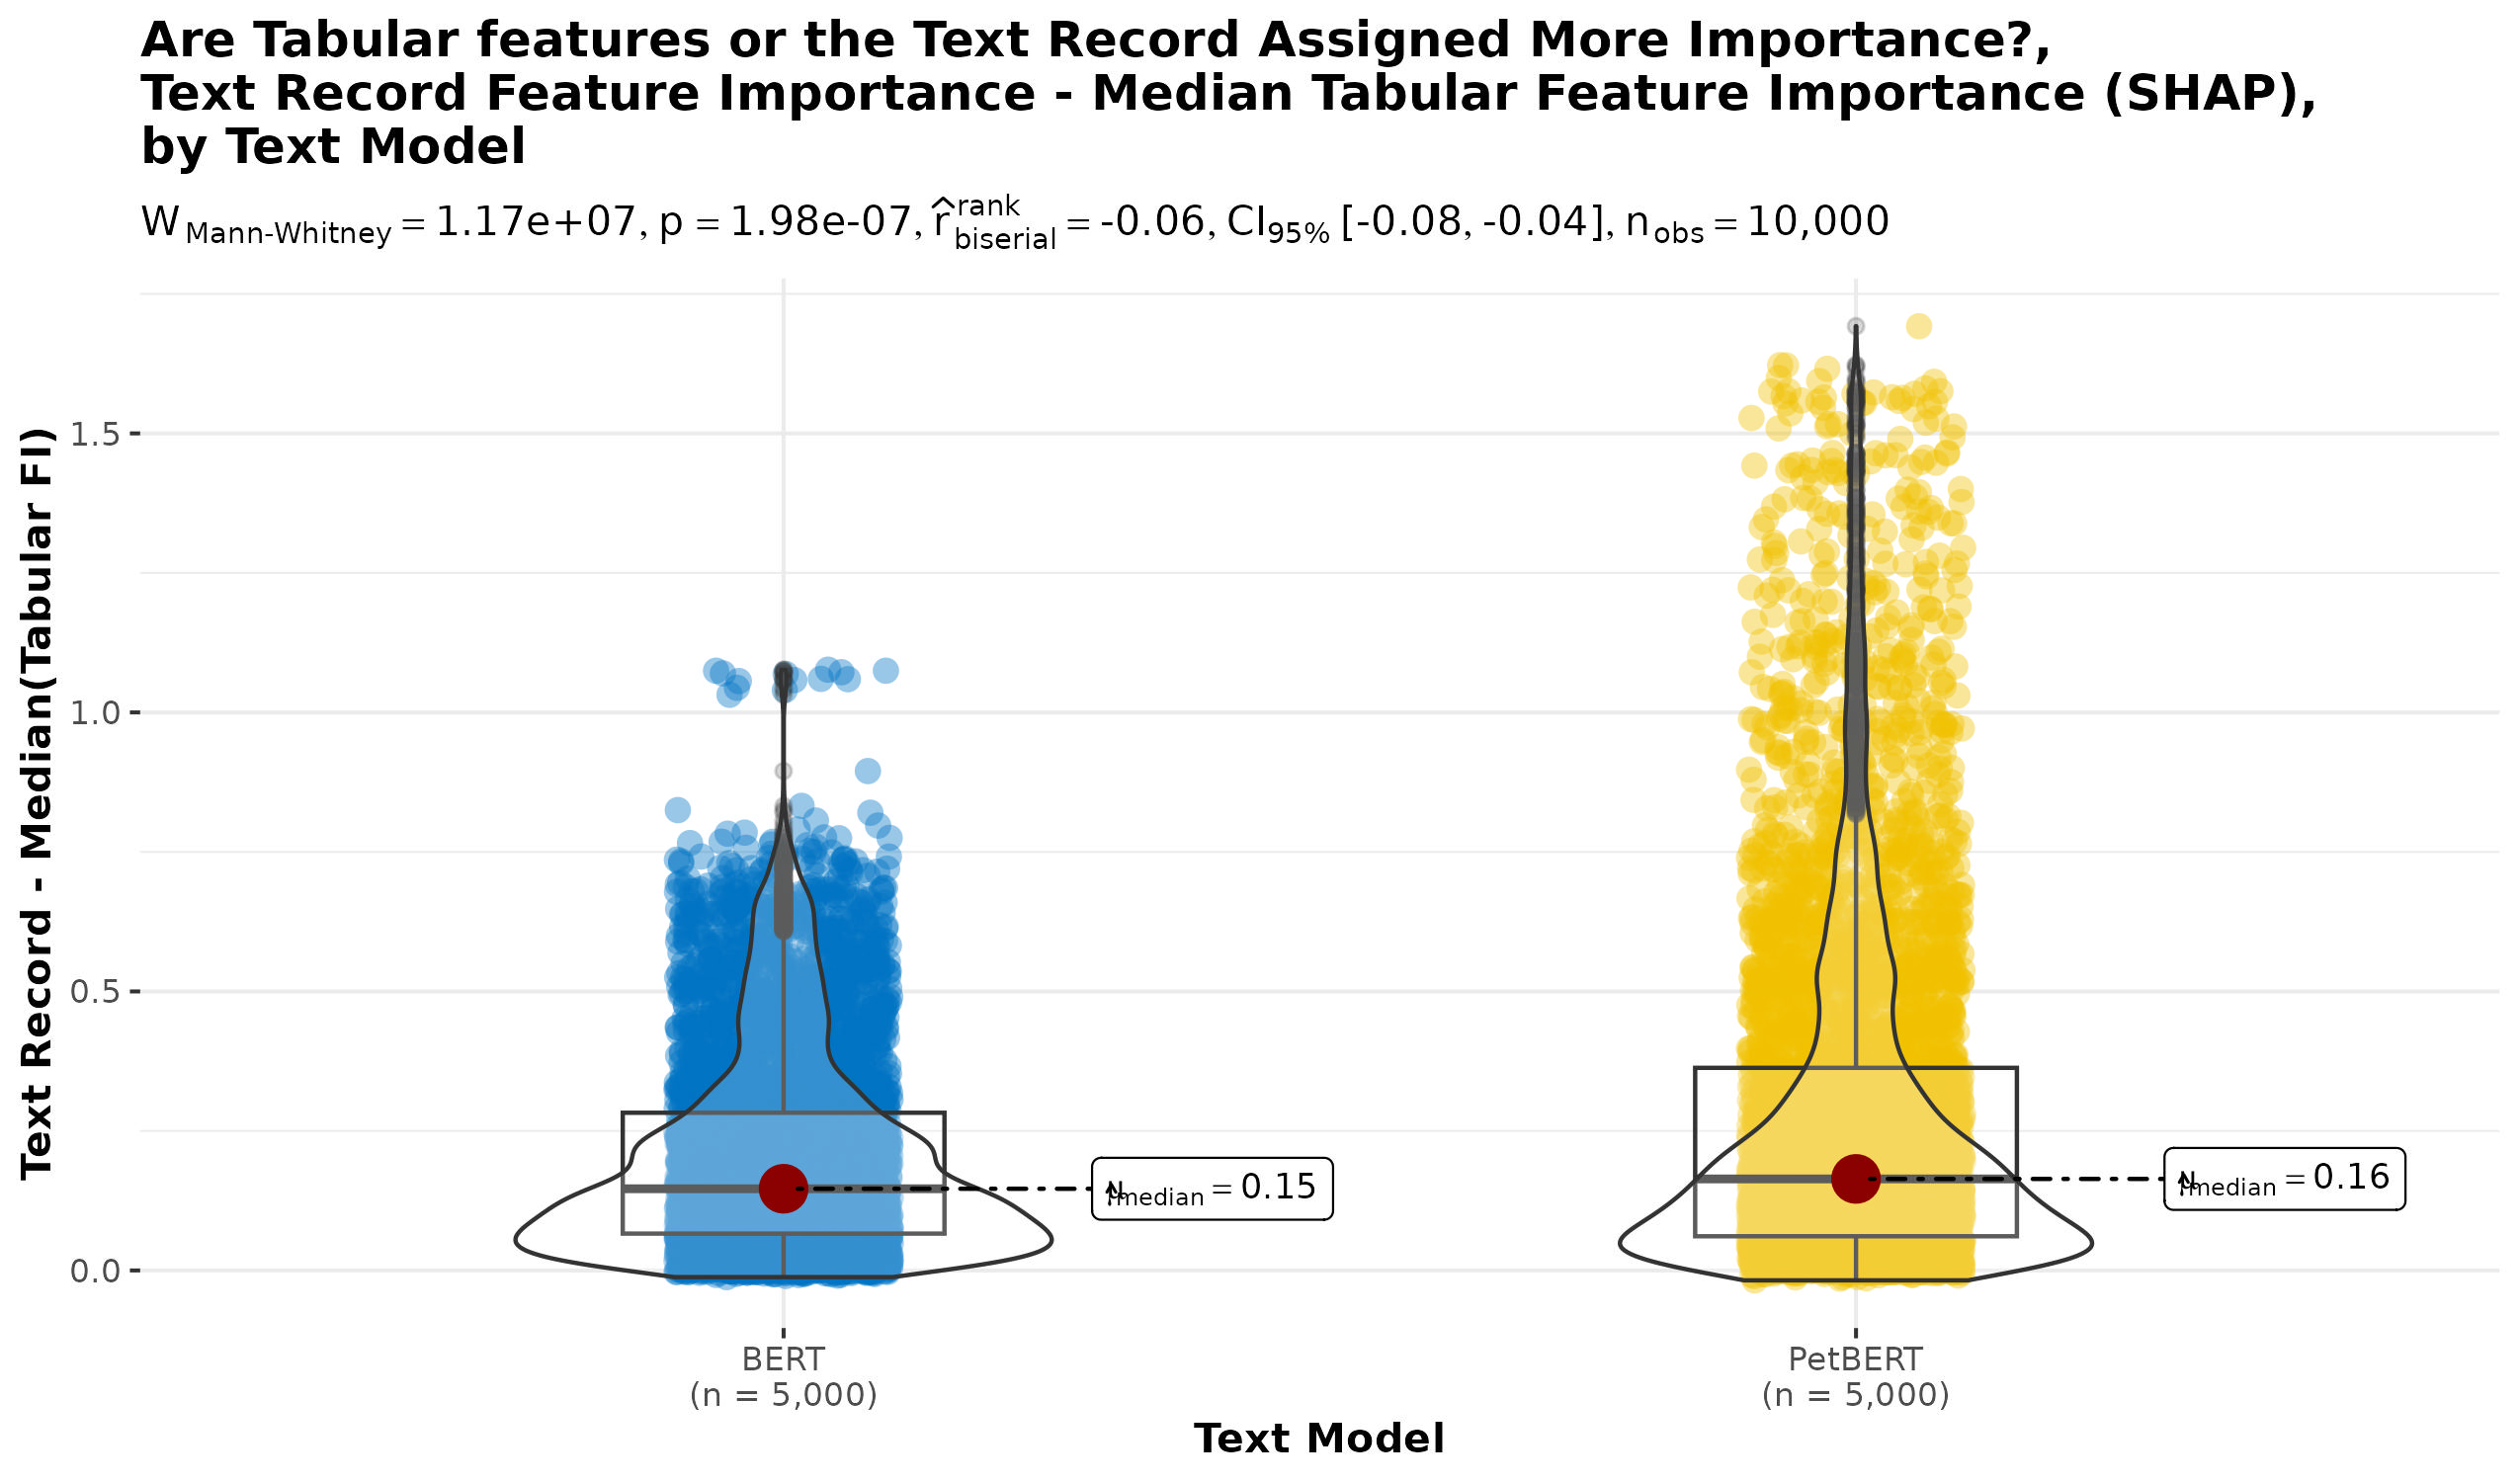 Are Tabular features or the Text Record Assigned More Importance?,
Text Record Feature Importance - Median Tabular Feature Importance (SHAP),
by Text Model
W Mann-Whitney = 1.17e+07, p = 1.98e-07, r̂ rank biserial = -0.06, CI95% [-0.08, -0.04], n obs = 10,000
Text Record - Median(Tabular FI)
1.5
1.0
0.5
0.0
median = 0.15
median = 0.16
BERT
(n = 5,000)
PetBERT
(n = 5,000)
Text Model